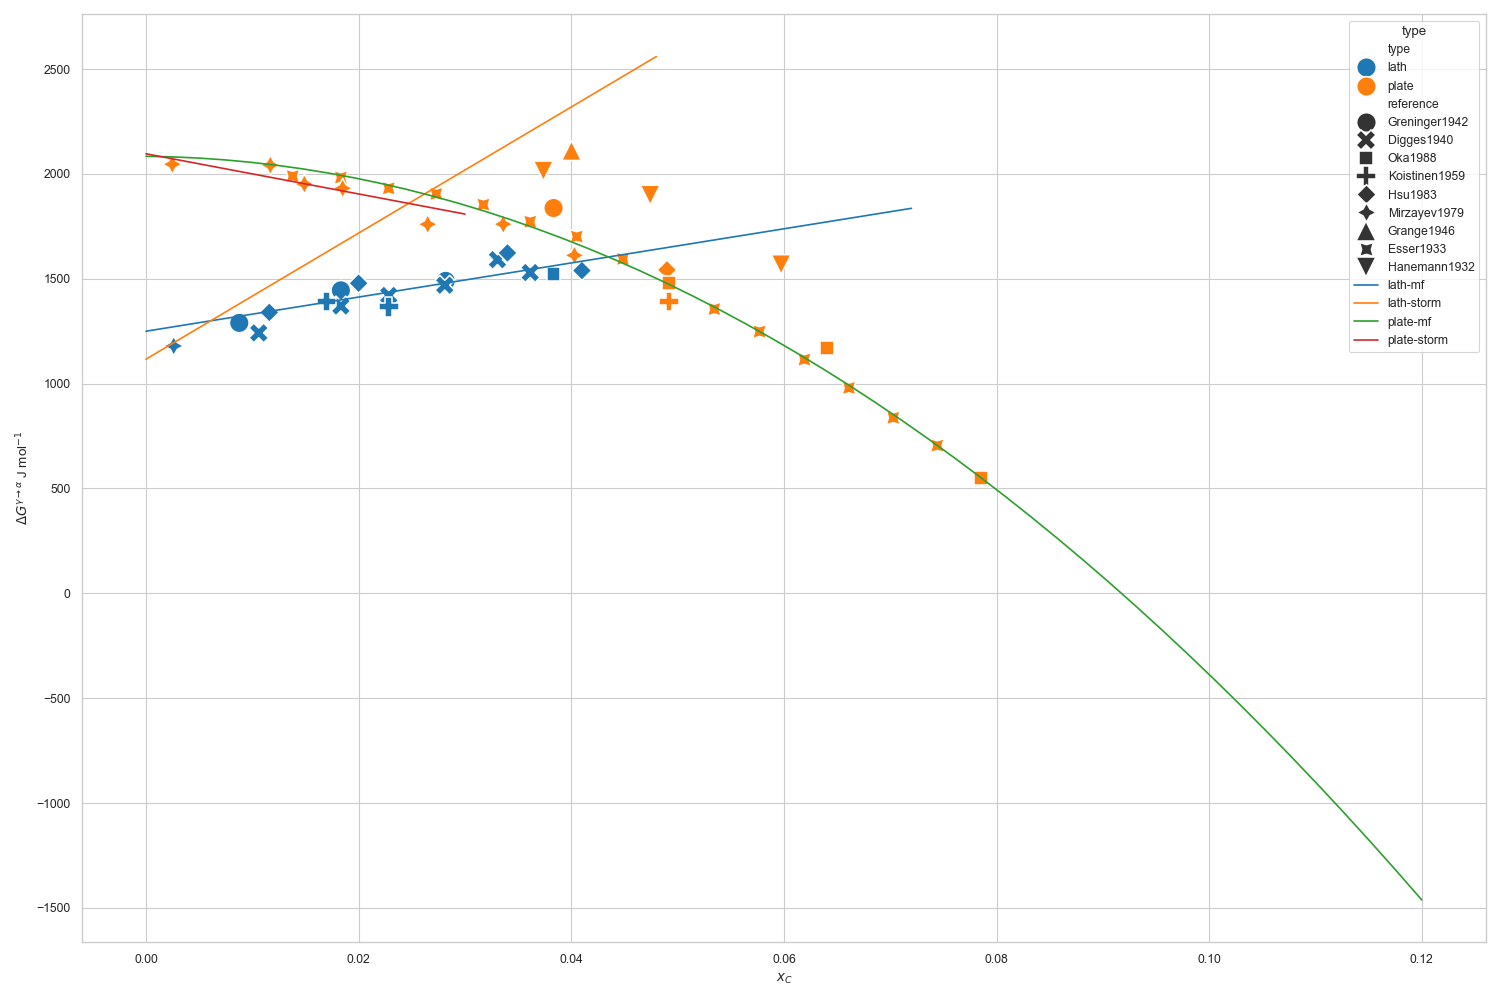 type
type
lath
plate
reference
Greninger1942
Digges1940
Oka1988
Koistinen1959
Hsu1983
Mirzayev1979
Grange1946
Esser1933
Hanemann1932
lath-mf
lath-storm
plate-mf
plate-storm
2500
2000
1500
1000
500
0
−500
−1000
−1500
ΔG^{γ→α} J mol⁻¹
0.00 0.02 0.04 0.06 0.08 0.10 0.12
x_C